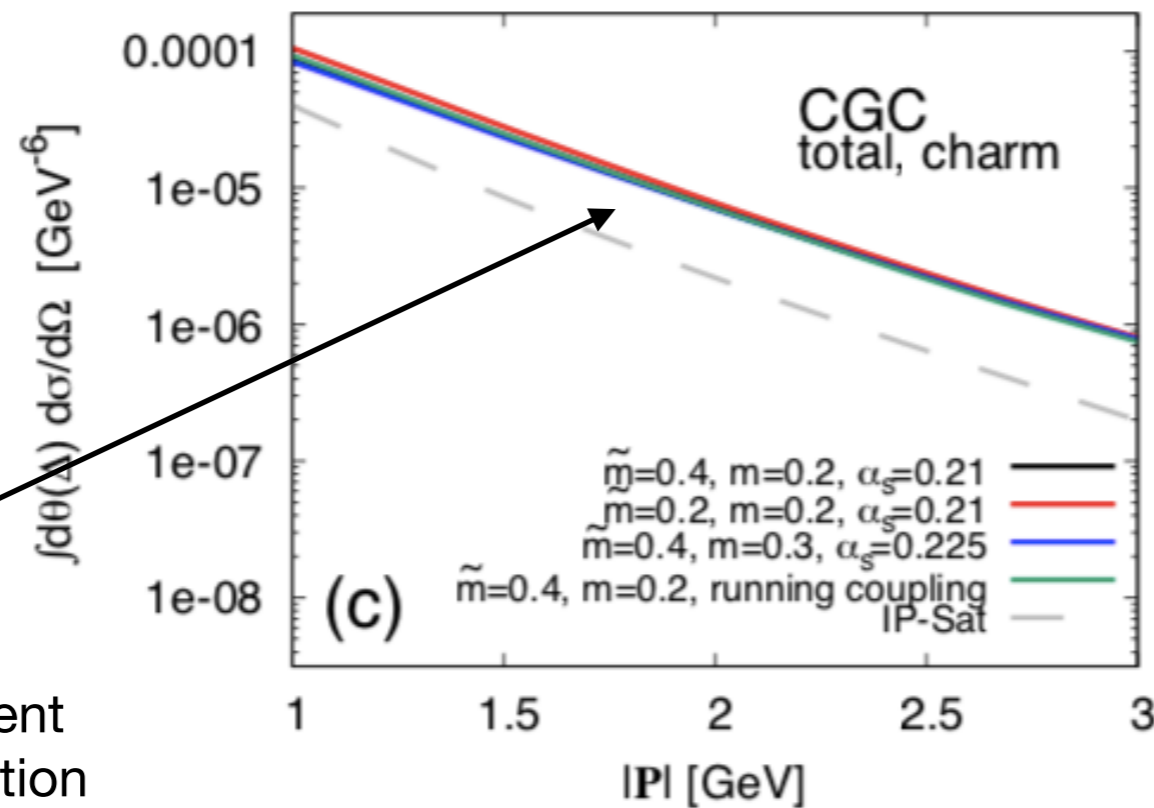 0.0001
1e-05
1e-06
1e-07
1e-08
∫dθ(Δ) dσ/dΩ [GeV⁻⁶]
CGC
total, charm
m̃=0.4, m=0.2, αₛ=0.21
m̃=0.2, m=0.2, αₛ=0.21
m̃=0.4, m=0.3, αₛ=0.225
m̃=0.4, m=0.2, running coupling
IP-Sat
(c)
1 1.5 2 2.5 3
|P| [GeV]